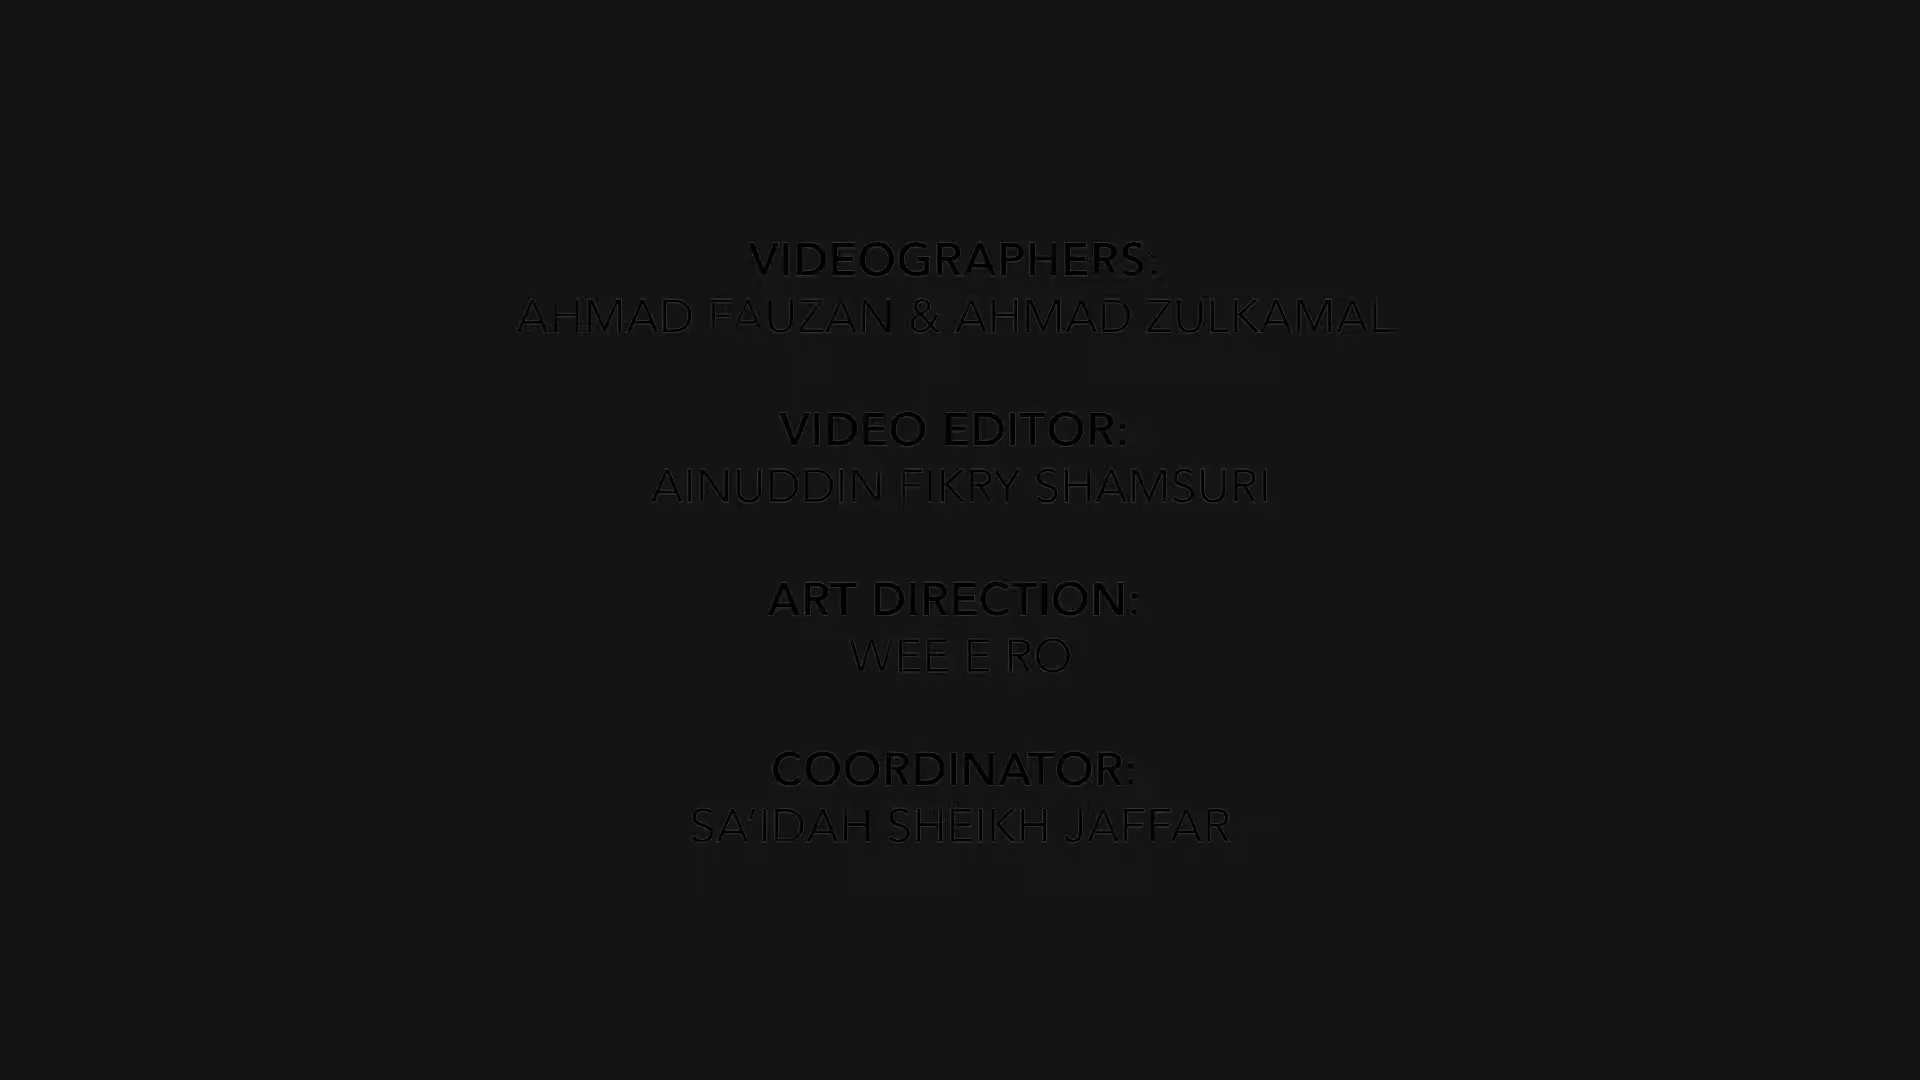 VIDEOGRAPHERS:
AHMAD FAUZAN & AHMAD ZULKAMAL
VIDEO EDITOR:
AINUDDIN FIKRY SHAMSURI
ART DIRECTION:
WEE E RO
COORDINATOR:
SA’IDAH SHEIKH JAFFAR